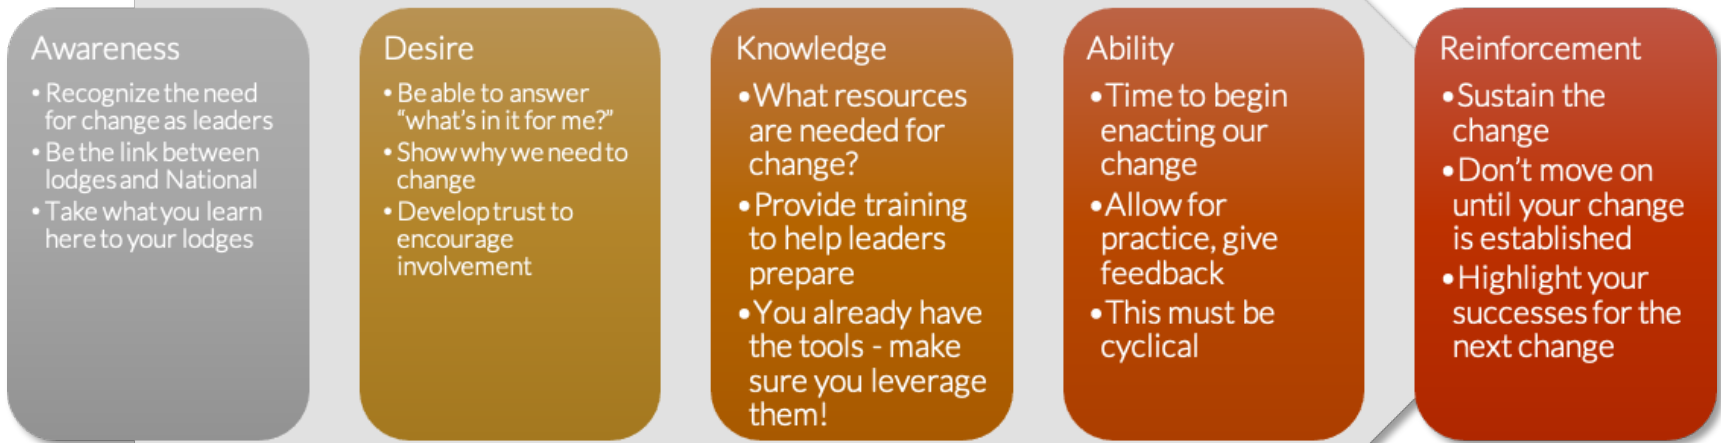 Awareness
• Recognize the need
for change as leaders
• Be the link between
lodges and National
• Take what you learn
here to your lodges
Desire
• Be able to answer
“what’s in it for me?”
• Show why we need to
change
• Develop trust to
encourage
involvement
Knowledge
•What resources
are needed for
change?
•Provide training
to help leaders
prepare
•You already have
the tools - make
sure you leverage
them!
Ability
•Time to begin
enacting our
change
•Allow for
practice, give
feedback
•This must be
cyclical
Reinforcement
•Sustain the
change
•Don’t move on
until your change
is established
•Highlight your
successes for the
next change